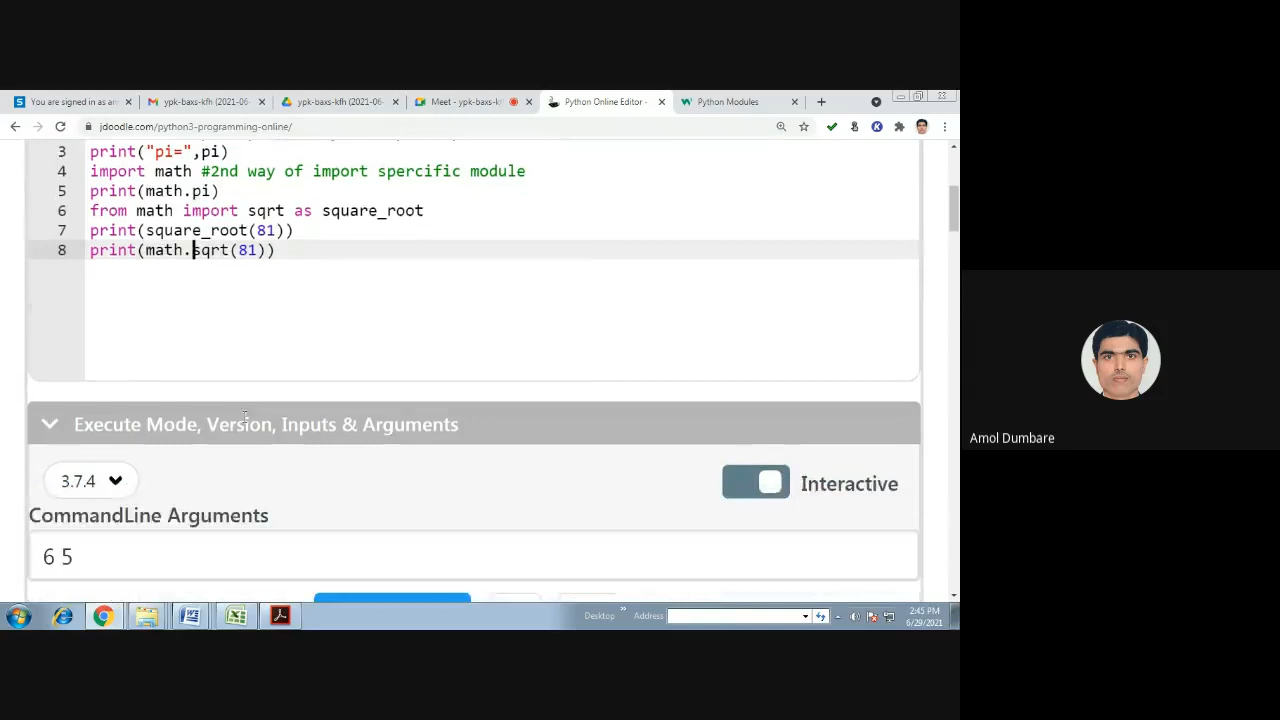 You are signed in as an
ypk-baxs-kfh (2021-06-
ypk-baxs-kfh (2021-06-
Meet - ypk-baxs-k
Python Online Editor -
Python Modules
jdoodle.com/python3-programming-online/
3 print("pi=",pi)
4 import math #2nd way of import spercific module
5 print(math.pi)
6 from math import sqrt as square_root
7 print(square_root(81))
8 print(math.sqrt(81))
Execute Mode, Version, Inputs & Arguments
3.7.4
Interactive
CommandLine Arguments
6 5
Amol Dumbare
Desktop
Address
2:45 PM
6/29/2021